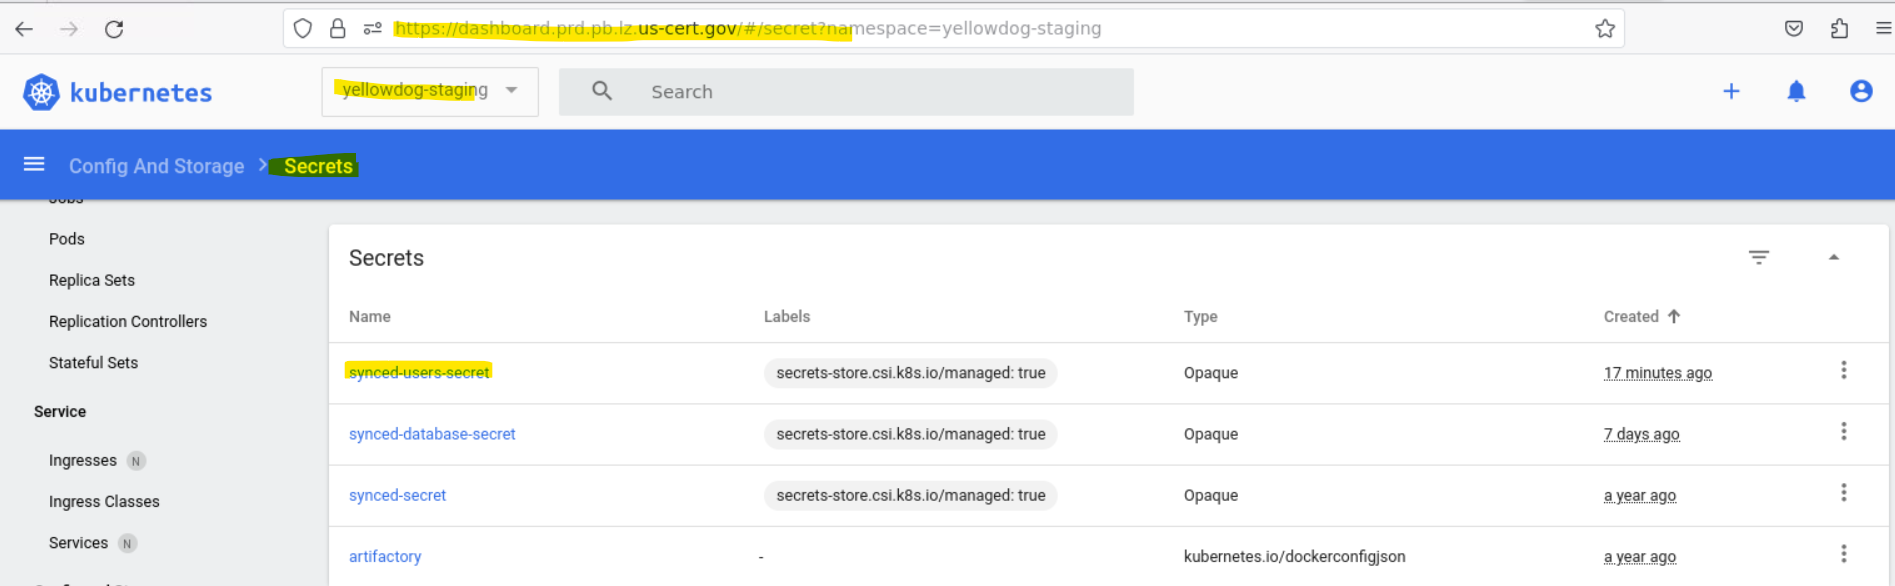 https://dashboard.prd.pb.lz.us-cert.gov/#/secret?namespace=yellowdog-staging
kubernetes
yellowdog-staging
Search
Config And Storage
Secrets
Jobs
Pods
Replica Sets
Replication Controllers
Stateful Sets
Service
Ingresses N
Ingress Classes
Services N
Secrets
Name Labels Type Created
synced-users-secret secrets-store.csi.k8s.io/managed: true Opaque 17 minutes ago
synced-database-secret secrets-store.csi.k8s.io/managed: true Opaque 7 days ago
synced-secret secrets-store.csi.k8s.io/managed: true Opaque a year ago
artifactory - kubernetes.io/dockerconfigjson a year ago